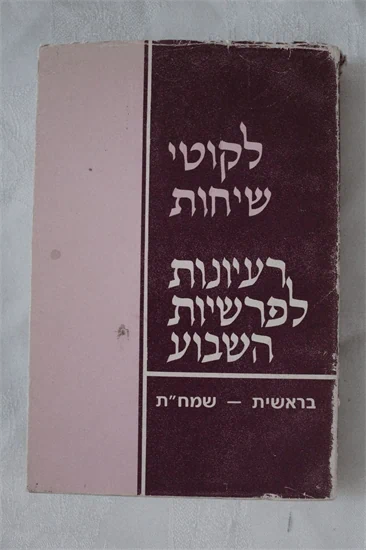 לקוטי
שיחות
רעיונות
לפרשיות
השבוע
בראשית – שמח״ת